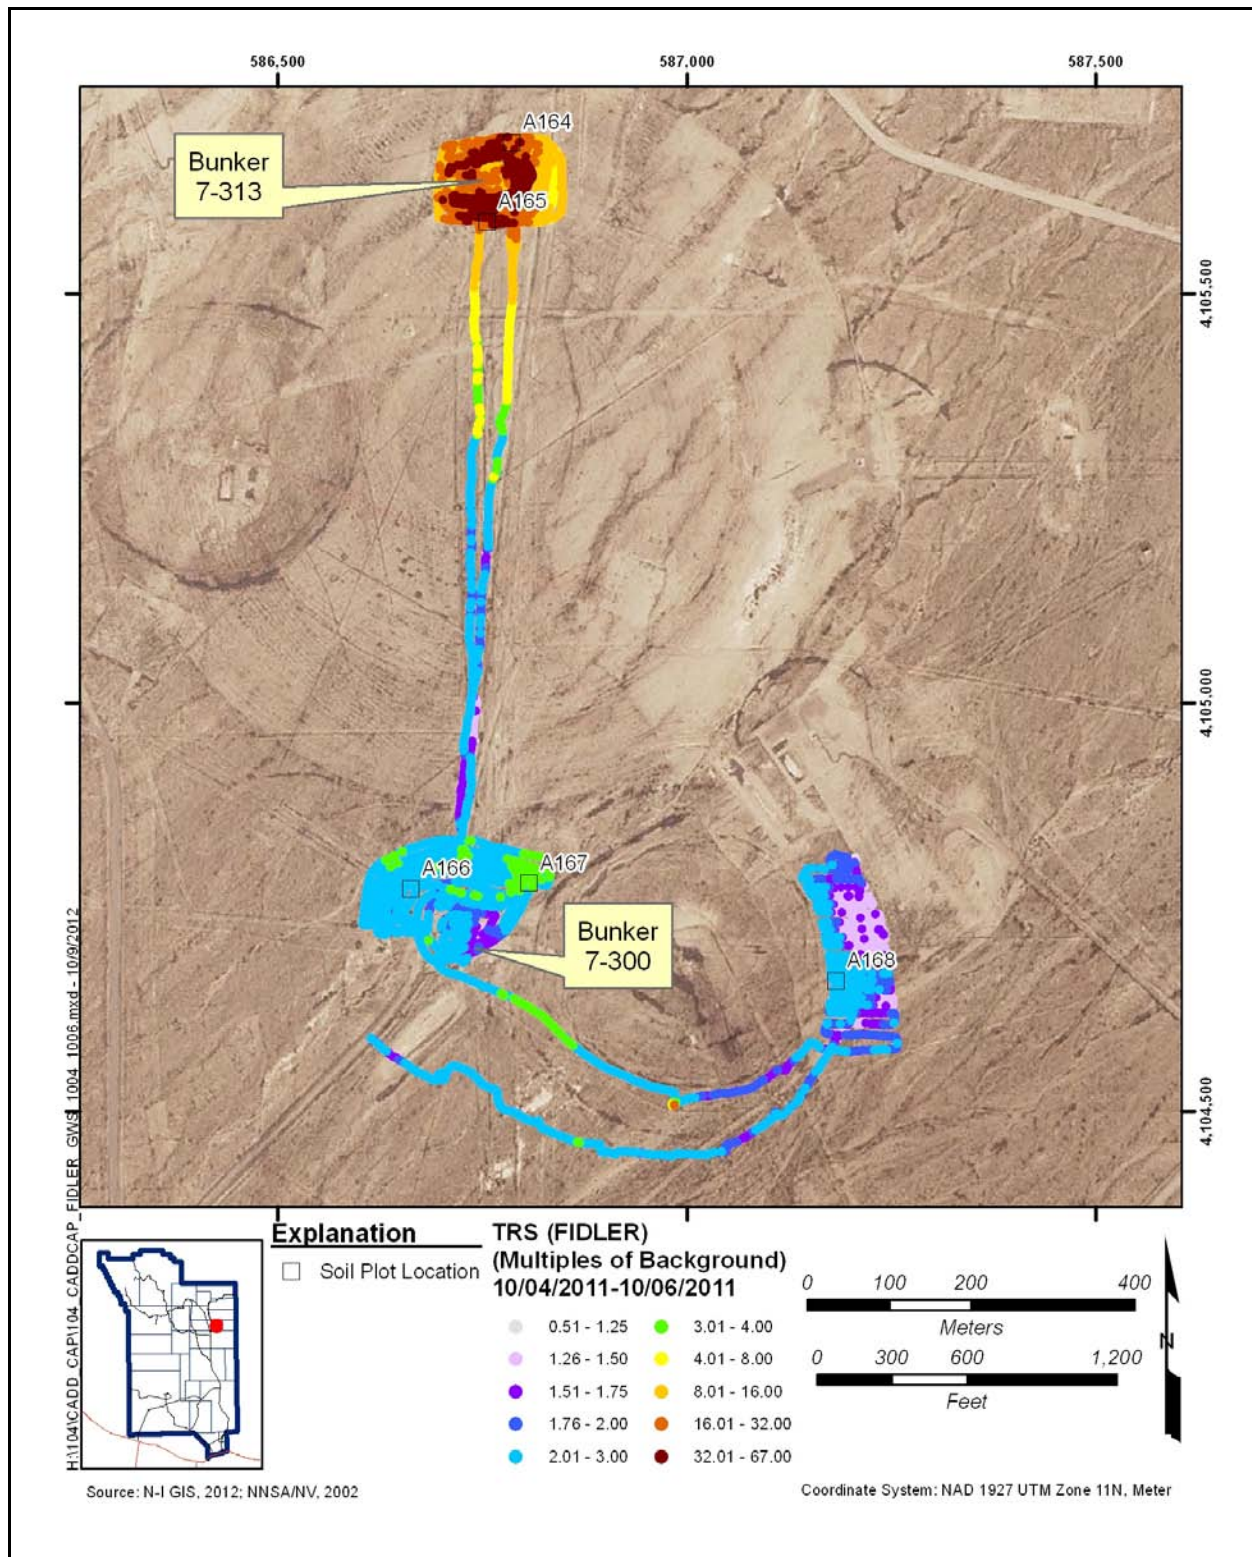 586,500
587,000
587,500
A164
Bunker
7-313
A165
4,105,500
4,105,000
A166
A167
Bunker
7-300
A168
4,104,500
H:\104\CADD_CAP\104_CADDCAP_FIDLER_GWS_1004_1006.mxd - 10/9/2012
Explanation
Soil Plot Location
TRS (FIDLER)
(Multiples of Background)
10/04/2011-10/06/2011
0.51 - 1.25
1.26 - 1.50
1.51 - 1.75
1.76 - 2.00
2.01 - 3.00
3.01 - 4.00
4.01 - 8.00
8.01 - 16.00
16.01 - 32.00
32.01 - 67.00
0 100 200 400
Meters
0 300 600 1,200
Feet
N
Source: N-I GIS, 2012; NNSA/NV, 2002
Coordinate System: NAD 1927 UTM Zone 11N, Meter